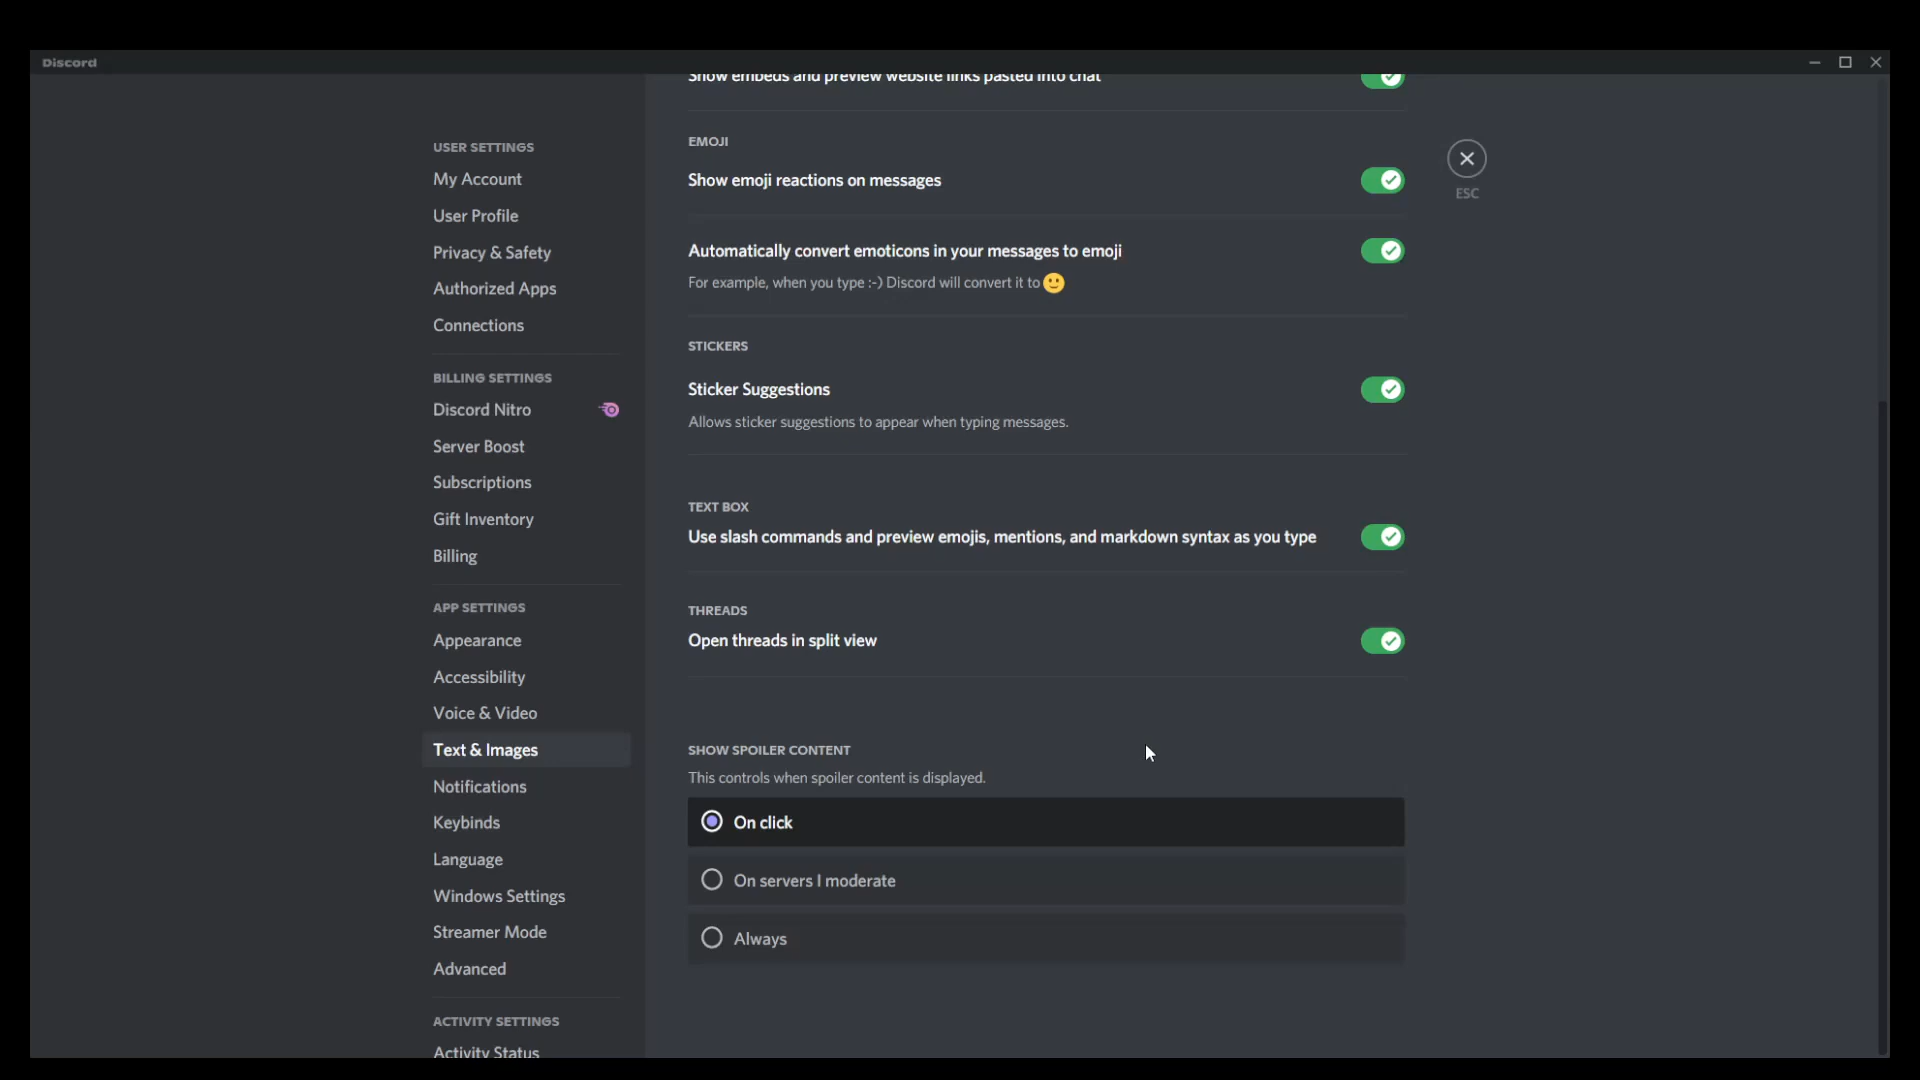 Discord
Show embeds and preview website links pasted into chat
USER SETTINGS
My Account
User Profile
Privacy & Safety
Authorized Apps
Connections
BILLING SETTINGS
Discord Nitro
Server Boost
Subscriptions
Gift Inventory
Billing
APP SETTINGS
Appearance
Accessibility
Voice & Video
Text & Images
Notifications
Keybinds
Language
Windows Settings
Streamer Mode
Advanced
ACTIVITY SETTINGS
Activity Status
EMOJI
Show emoji reactions on messages
Automatically convert emoticons in your messages to emoji
For example, when you type :-) Discord will convert it to 🙂
STICKERS
Sticker Suggestions
Allows sticker suggestions to appear when typing messages.
TEXT BOX
Use slash commands and preview emojis, mentions, and markdown syntax as you type
THREADS
Open threads in split view
SHOW SPOILER CONTENT
This controls when spoiler content is displayed.
On click
On servers I moderate
Always
ESC